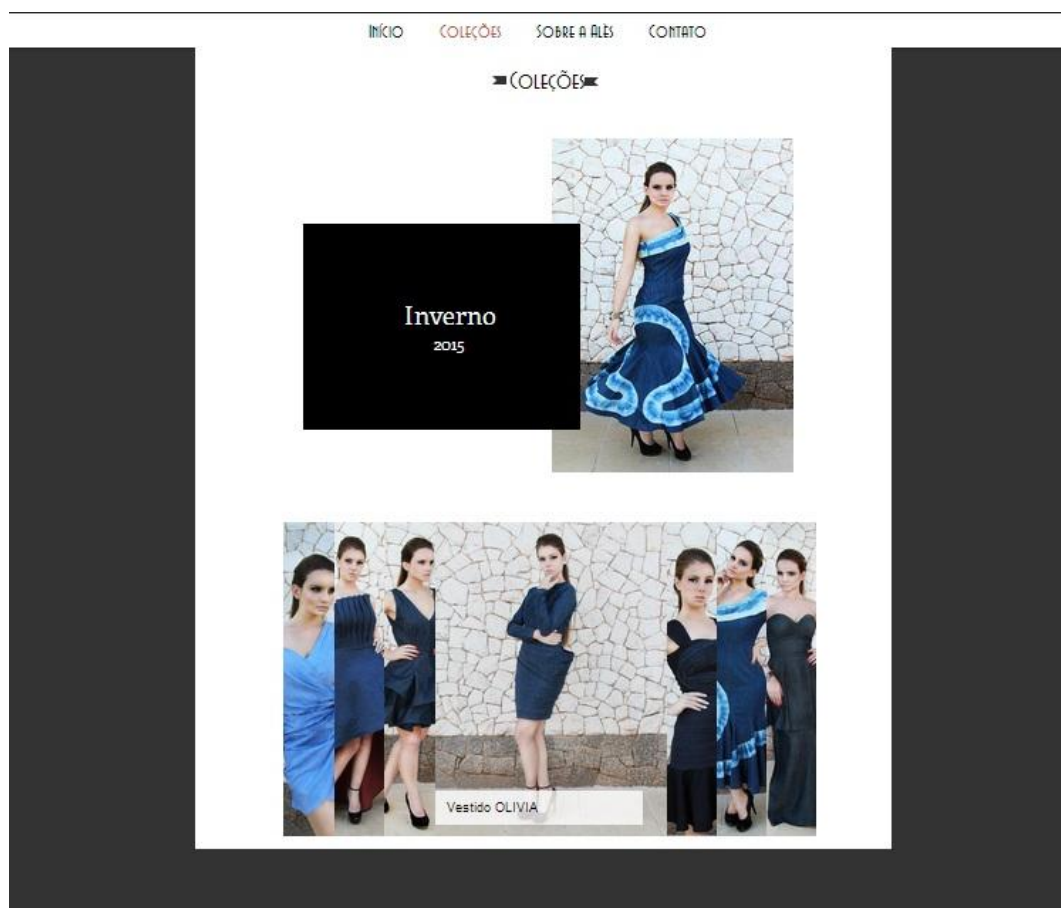 Início
Coleções
Sobre a Alès
Contato
Coleções
Inverno
2015
Vestido OLIVIA